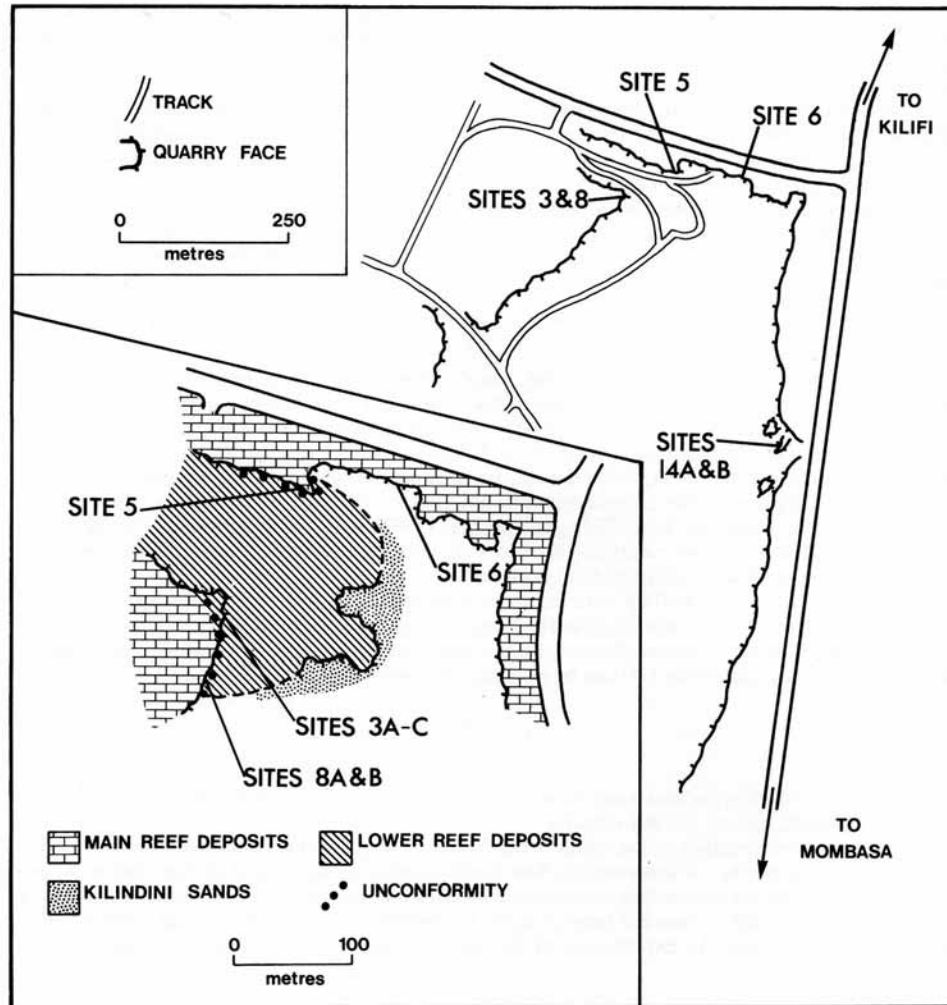 TRACK
QUARRY FACE
0 250
metres
SITE 5
SITE 6
TO
KILIFI
SITES 3&8
SITES
14A&B
TO
MOMBASA
SITE 5
SITE 6
SITES 3A-C
SITES 8A&B
MAIN REEF DEPOSITS
LOWER REEF DEPOSITS
KILINDINI SANDS
UNCONFORMITY
0 100
metres